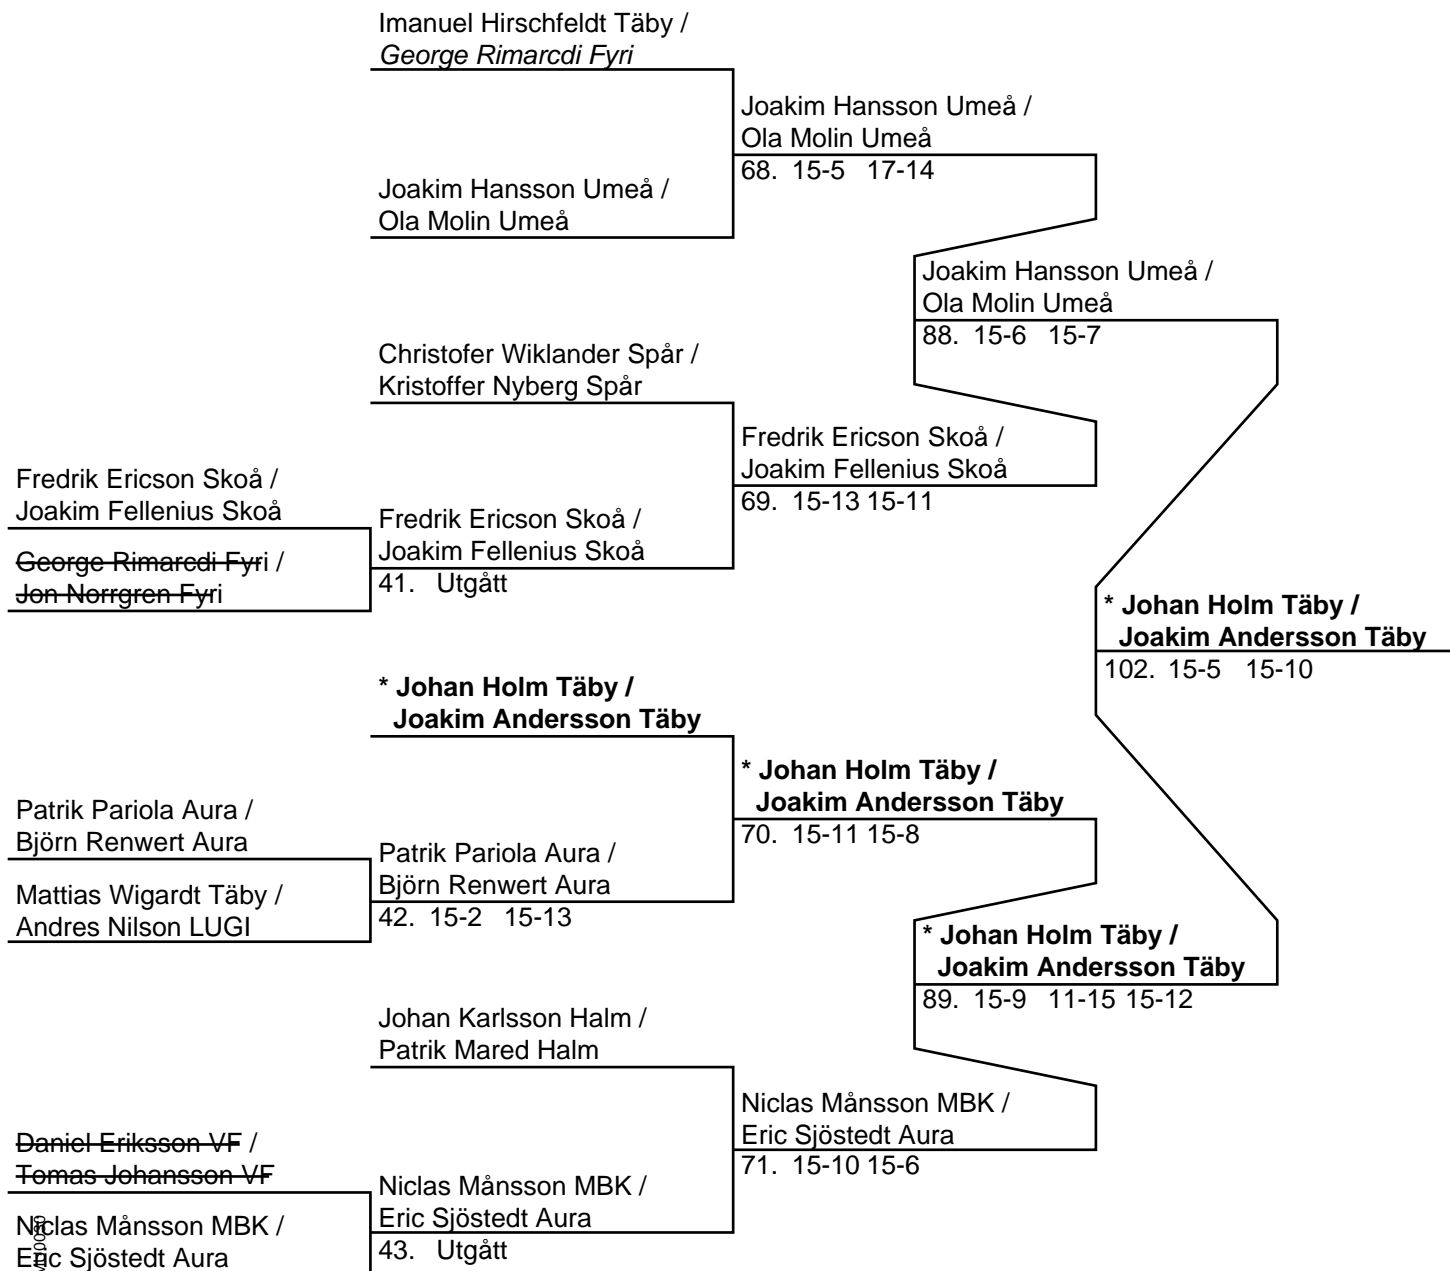 Imanuel Hirschfeldt Täby /
George Rimarcdi Fyri
Joakim Hansson Umeå /
Ola Molin Umeå
68. 15-5 17-14
Joakim Hansson Umeå /
Ola Molin Umeå
Joakim Hansson Umeå /
Ola Molin Umeå
88. 15-6 15-7
Christofer Wiklander Spår /
Kristoffer Nyberg Spår
Fredrik Ericson Skoå /
Joakim Fellenius Skoå
69. 15-13 15-11
Fredrik Ericson Skoå /
Joakim Fellenius Skoå
Fredrik Ericson Skoå /
Joakim Fellenius Skoå
41. Utgått
George Rimarcdi Fyri /
Jon Norrgren Fyri
* Johan Holm Täby /
Joakim Andersson Täby
102. 15-5 15-10
* Johan Holm Täby /
Joakim Andersson Täby
* Johan Holm Täby /
Joakim Andersson Täby
70. 15-11 15-8
Patrik Pariola Aura /
Björn Renwert Aura
Patrik Pariola Aura /
Björn Renwert Aura
42. 15-2 15-13
Mattias Wigardt Täby /
Andres Nilson LUGI
* Johan Holm Täby /
Joakim Andersson Täby
89. 15-9 11-15 15-12
Johan Karlsson Halm /
Patrik Mared Halm
Niclas Månsson MBK /
Eric Sjöstedt Aura
71. 15-10 15-6
Daniel Eriksson VF /
Tomas Johansson VF
Niclas Månsson MBK /
Eric Sjöstedt Aura
43. Utgått
Niclas Månsson MBK /
Eric Sjöstedt Aura